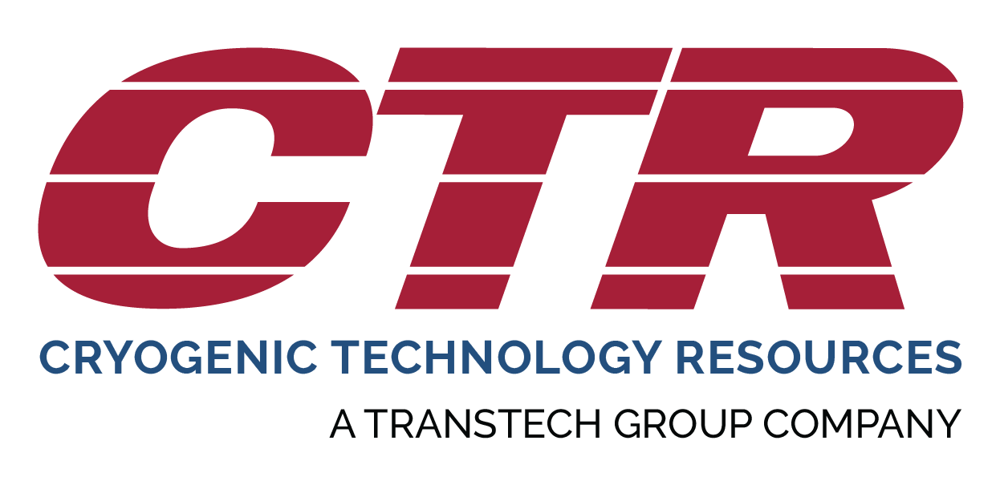 CTR
CRYOGENIC TECHNOLOGY RESOURCES
A TRANSTECH GROUP COMPANY